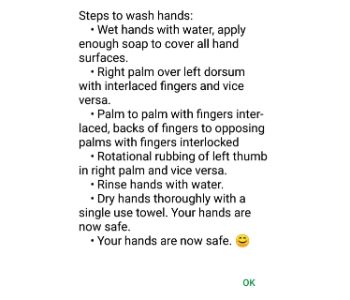 Steps to wash hands:
• Wet hands with water, apply
enough soap to cover all hand
surfaces.
• Right palm over left dorsum
with interlaced fingers and vice
versa.
• Palm to palm with fingers inter-
laced, backs of fingers to opposing
palms with fingers interlocked
• Rotational rubbing of left thumb
in right palm and vice versa.
• Rinse hands with water.
• Dry hands thoroughly with a
single use towel. Your hands are
now safe.
• Your hands are now safe. 😊
OK